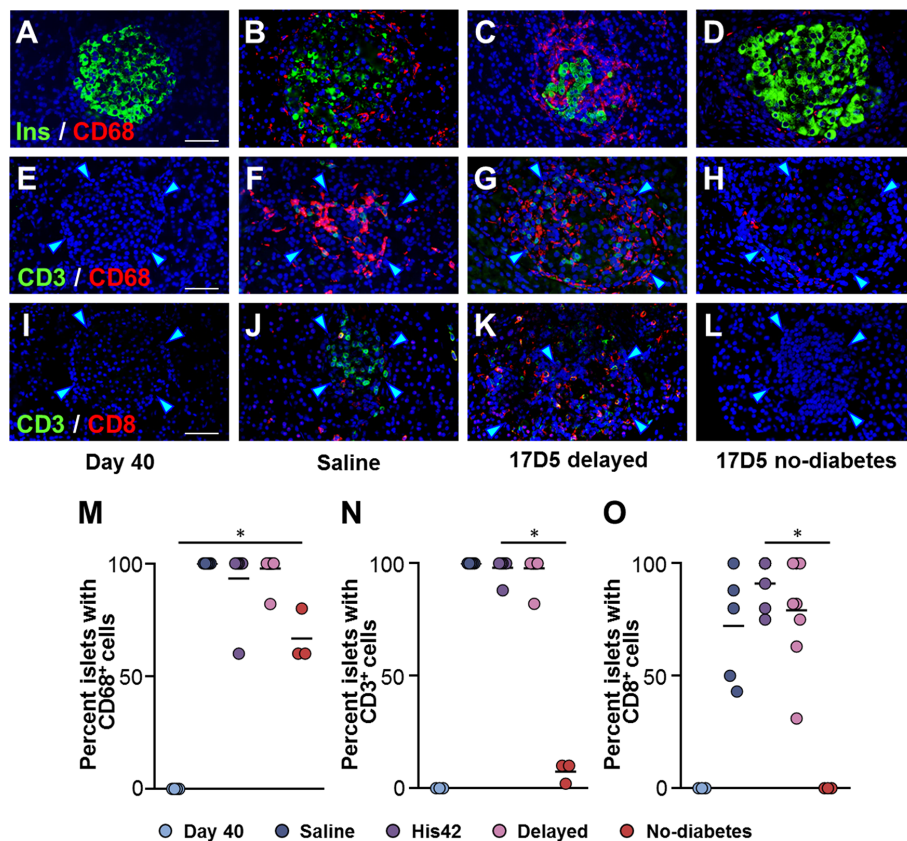 A B C D
Ins / CD68
E F G H
CD3 / CD68
I J K L
CD3 / CD8
Day 40 Saline 17D5 delayed 17D5 no-diabetes
M N O
* * *
Percent islets with
CD68⁺ cells
100
50
0
Percent islets with
CD3⁺ cells
100
50
0
Percent islets with
CD8⁺ cells
100
50
0
Day 40 Saline His42 Delayed No-diabetes